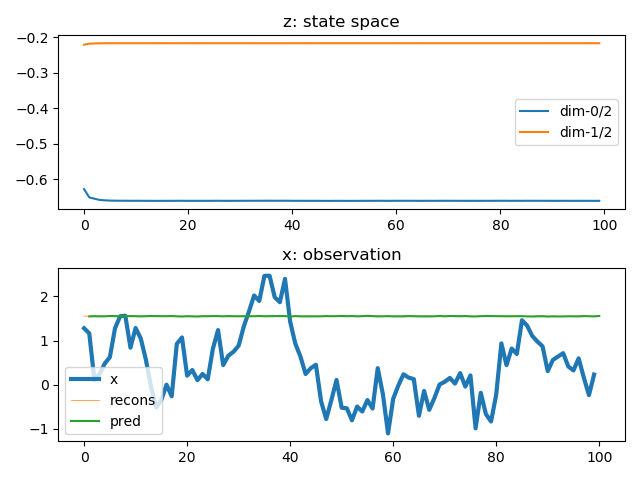 z: state space
−0.2
−0.3
−0.4
−0.5
−0.6
dim-0/2
dim-1/2
0 20 40 60 80 100
x: observation
2
1
0
−1
x
recons
pred
0 20 40 60 80 100